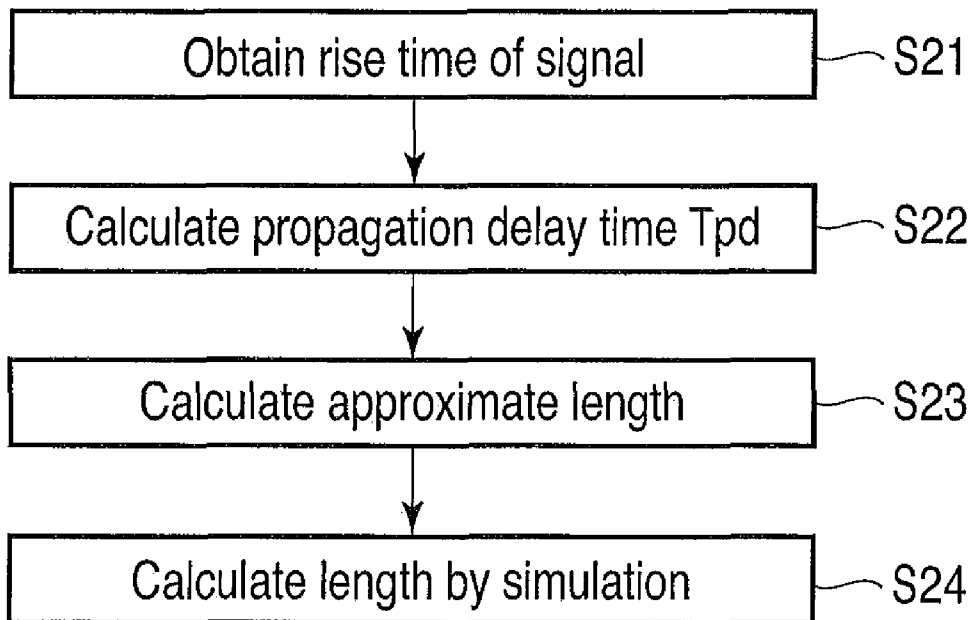 Obtain rise time of signal S21
Calculate propagation delay time Tpd S22
Calculate approximate length S23
Calculate length by simulation S24